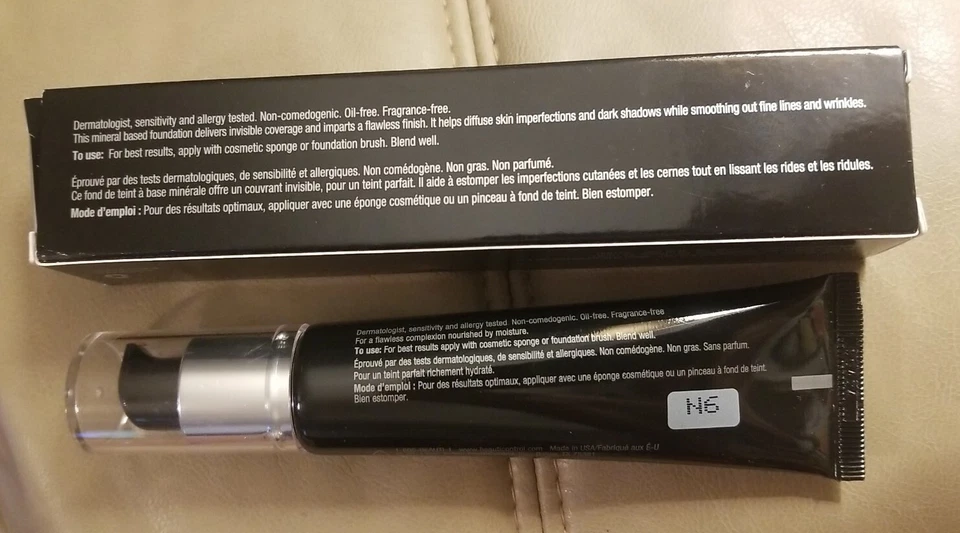 Dermatologist, sensitivity and allergy tested. Non-comedogenic. Oil-free. Fragrance-free.
This mineral based foundation delivers invisible coverage and imparts a flawless finish. It helps diffuse skin imperfections and dark shadows while smoothing out fine lines and wrinkles.
To use: For best results, apply with cosmetic sponge or foundation brush. Blend well.
Éprouvé par des tests dermatologiques, de sensibilité et allergiques. Non comédogène. Non gras. Non parfumé.
Ce fond de teint à base minérale offre un couvrant invisible, pour un teint parfait. Il aide à estomper les imperfections cutanées et les cernes tout en lissant les rides et les ridules.
Mode d'emploi : Pour des résultats optimaux, appliquer avec une éponge cosmétique ou un pinceau à fond de teint. Bien estomper.
Dermatologist, sensitivity and allergy tested Non-comedogenic. Oil-free. Fragrance-free
For a flawless complexion nourished by moisture.
To use: For best results apply with cosmetic sponge or foundation brush. Blend well.
Éprouvé par des tests dermatologiques, de sensibilité et allergiques. Non comédogène. Non gras. Sans parfum.
Pour un teint parfait richement hydraté.
Mode d'emploi : Pour des résultats optimaux, appliquer avec une éponge cosmétique ou un pinceau à fond de teint.
Bien estomper.
N6
Made in USA/Fabriqué aux É-U